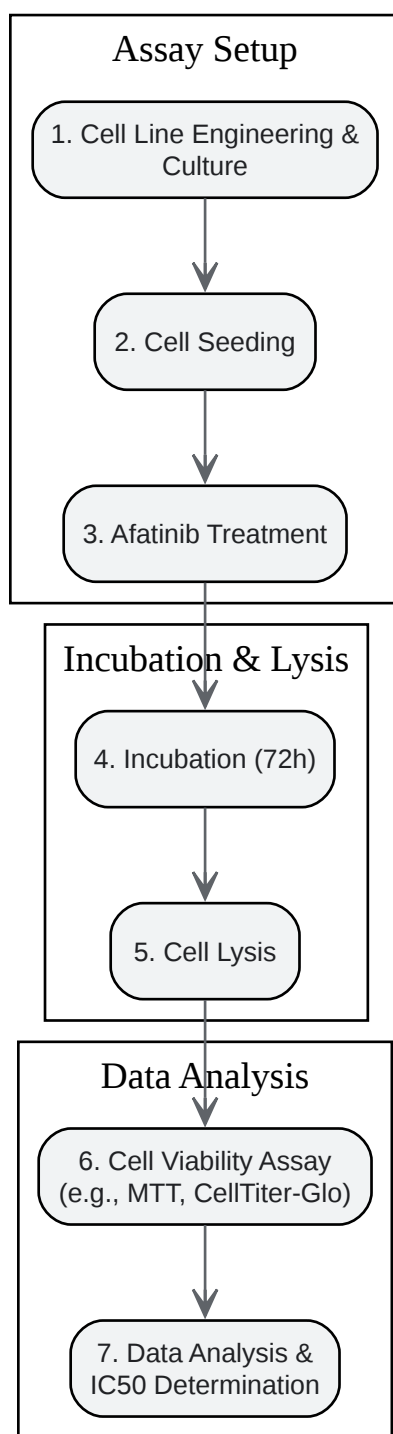 Assay Setup
1. Cell Line Engineering &
Culture
2. Cell Seeding
3. Afatinib Treatment
Incubation & Lysis
4. Incubation (72h)
5. Cell Lysis
Data Analysis
6. Cell Viability Assay
(e.g., MTT, CellTiter-Glo)
7. Data Analysis &
IC50 Determination